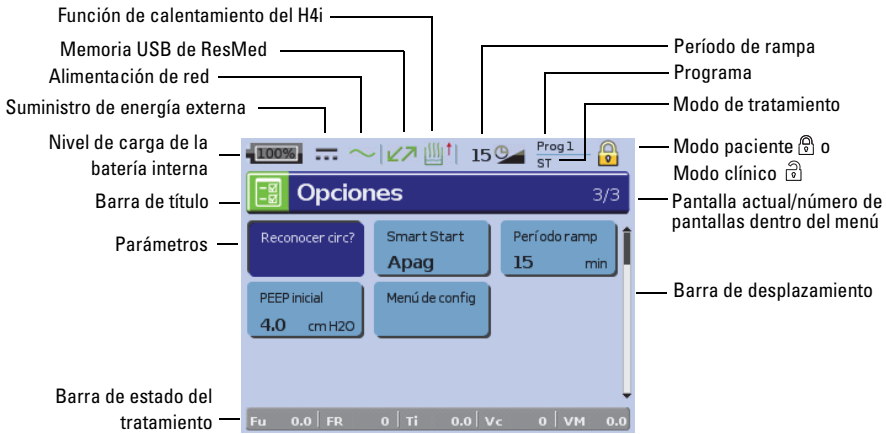 Función de calentamiento del H4i
Memoria USB de ResMed
Alimentación de red
Suministro de energía externa
Nivel de carga de la
batería interna
Barra de título
Parámetros
Barra de estado del
tratamiento
Período de rampa
Programa
Modo de tratamiento
Modo paciente o
Modo clínico
Pantalla actual/número de
pantallas dentro del menú
Barra de desplazamiento
100%
15
Prog 1
ST
Opciones 3/3
Reconocer circ?
Smart Start
Apag
Período ramp
15 min
PEEP inicial
4.0 cmH2O
Menú de config
Fu 0.0 FR 0 Ti 0.0 Vc 0 VM 0.0